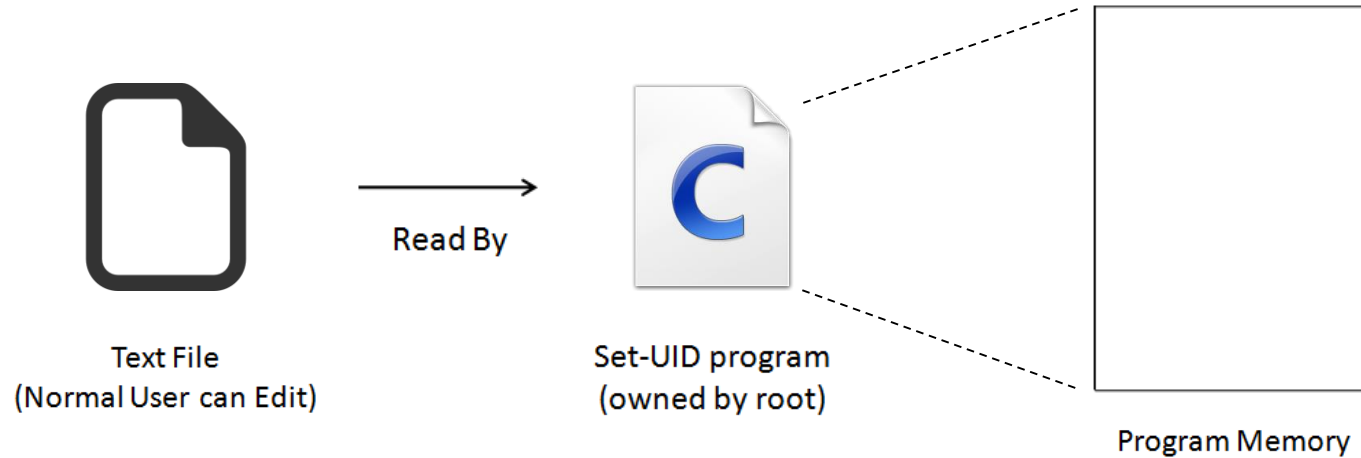 Read By
Text File
(Normal User can Edit)
C
Set-UID program
(owned by root)
Program Memory